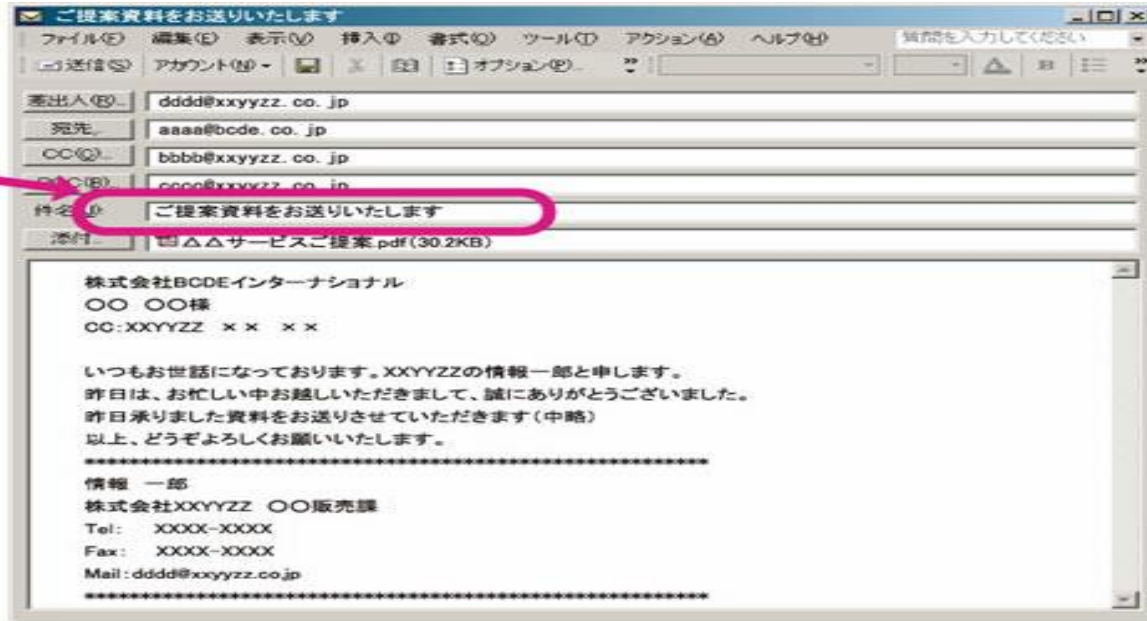 ご提案資料をお送りいたします
ファイル(F) 編集(E) 表示(V) 挿入(I) 書式(O) ツール(T) アクション(A) ヘルプ(H) 質問を入力してください
送信(S) アカウント(N) オプション(P)... A B
差出人(R)... dddd@xxyyzz.co.jp
宛先... aaaa@bcde.co.jp
CC(C)... bbbb@xxyyzz.co.jp
cccc@xxyyzz.co.jp
件名 ご提案資料をお送りいたします
添付... △△サービスご提案.pdf(30.2KB)
株式会社BCDEインターナショナル
〇〇 〇〇様
CC:XXYYZZ ×× ××
いつもお世話になっております。XXYYZZの情報一郎と申します。
昨日は、お忙しい中お越しいただきまして、誠にありがとうございました。
昨日承りました資料をお送りさせていただきます(中略)
以上、どうぞよろしくお願いいたします。
************************************************************
情報 一郎
株式会社XXYYZZ 〇〇販売課
Tel: XXXX-XXXX
Fax: XXXX-XXXX
Mail:dddd@xxyyzz.co.jp
************************************************************